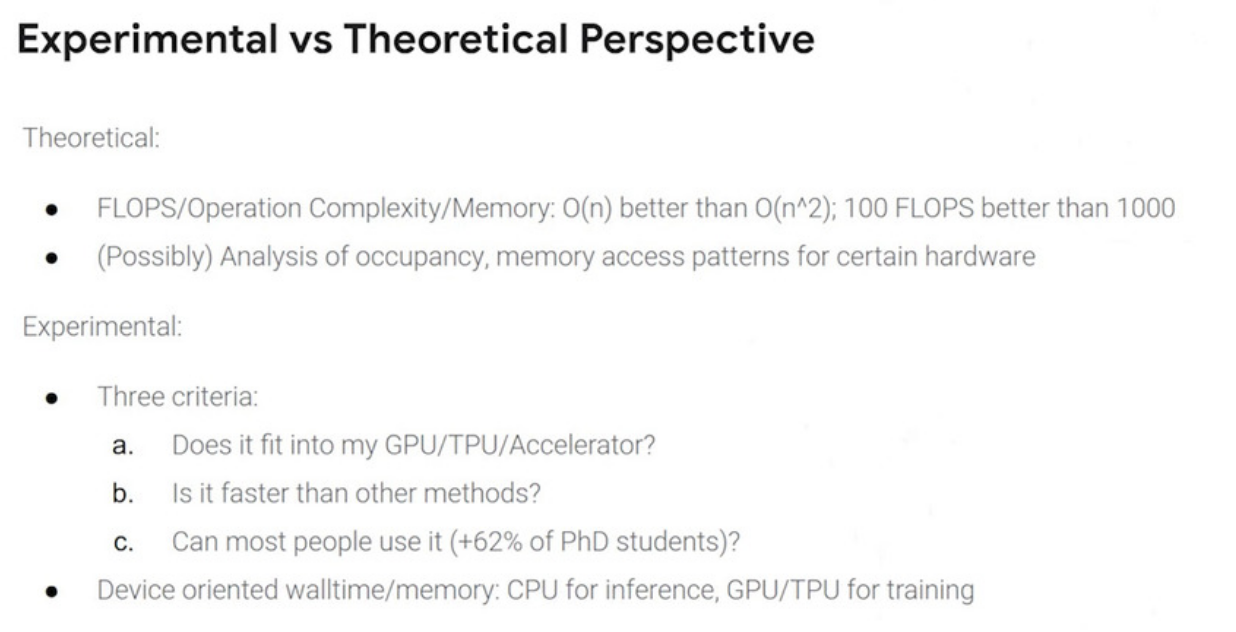 Experimental vs Theoretical Perspective
Theoretical:
● FLOPS/Operation Complexity/Memory: O(n) better than O(n^2); 100 FLOPS better than 1000
● (Possibly) Analysis of occupancy, memory access patterns for certain hardware
Experimental:
● Three criteria:
a. Does it fit into my GPU/TPU/Accelerator?
b. Is it faster than other methods?
c. Can most people use it (+62% of PhD students)?
● Device oriented walltime/memory: CPU for inference, GPU/TPU for training